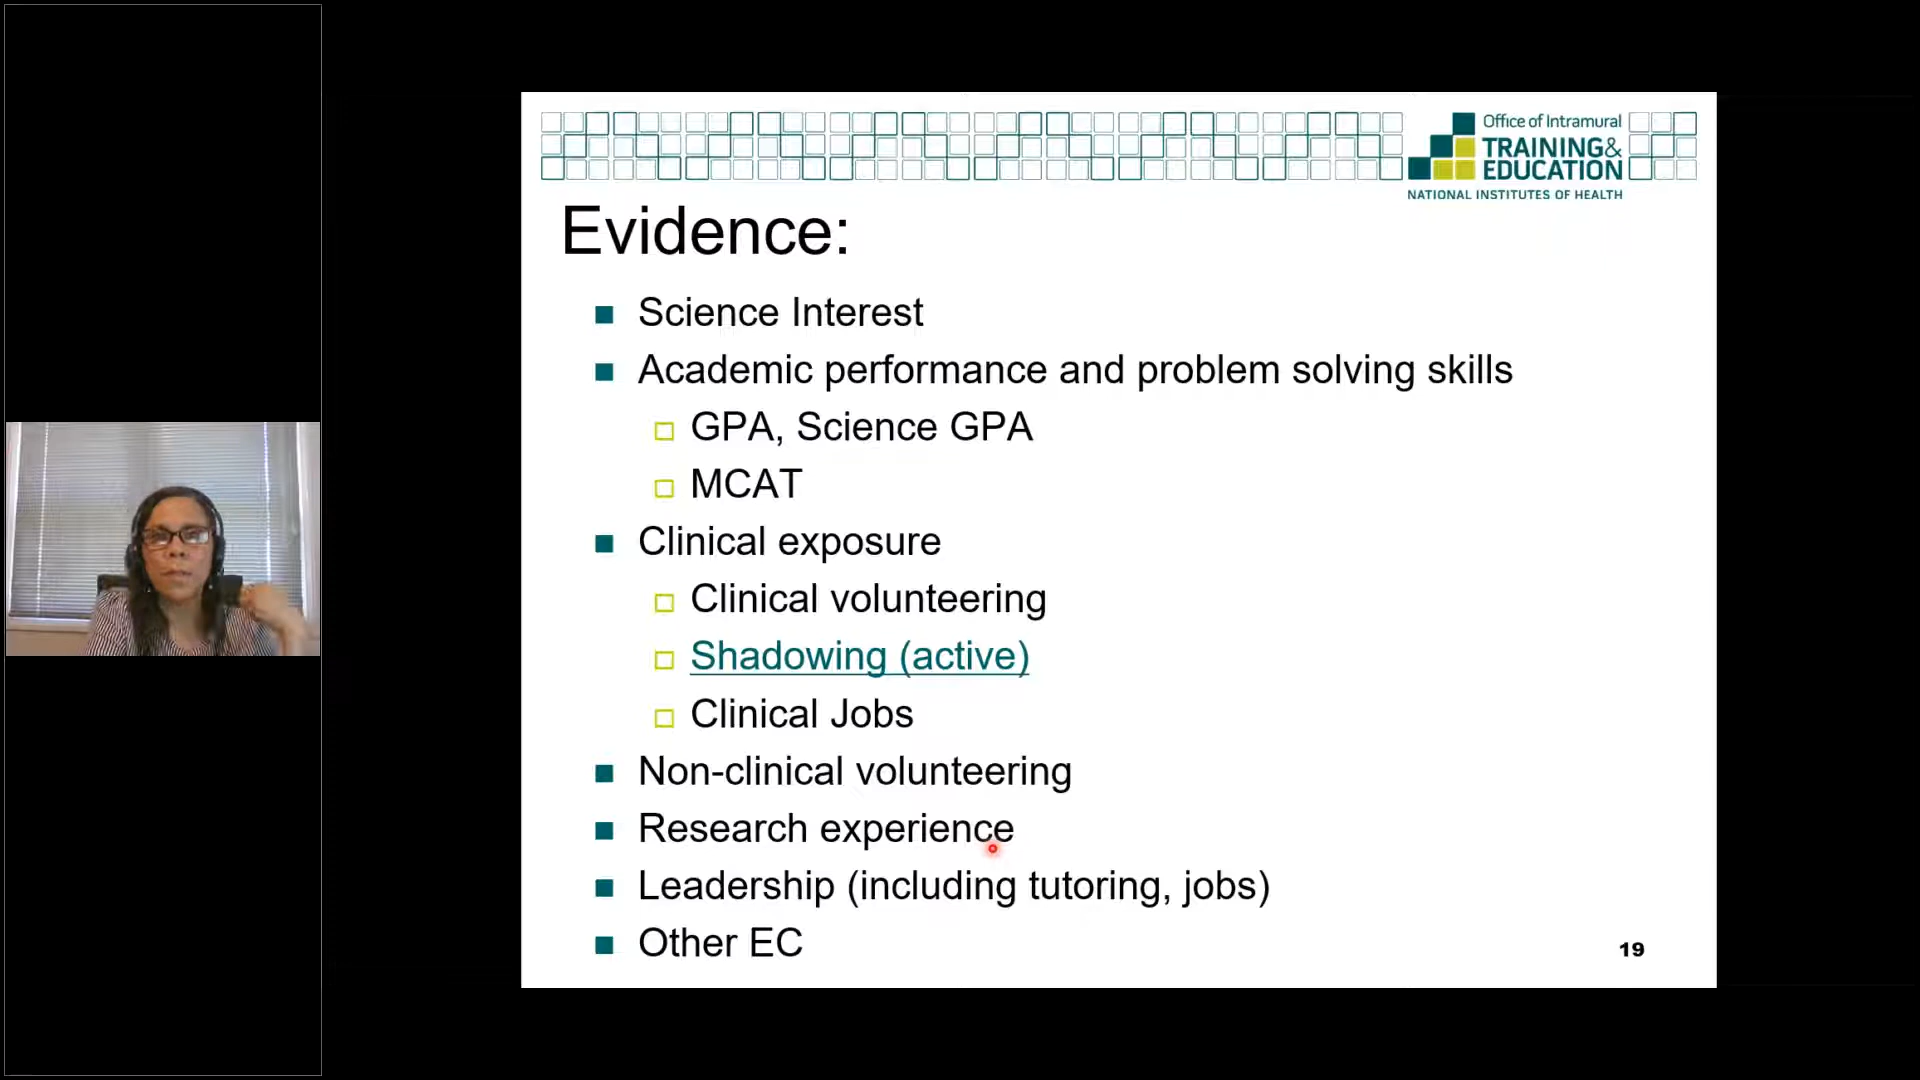 Office of Intramural
TRAINING&
EDUCATION
NATIONAL INSTITUTES OF HEALTH
Evidence:
Science Interest
Academic performance and problem solving skills
GPA, Science GPA
MCAT
Clinical exposure
Clinical volunteering
Shadowing (active)
Clinical Jobs
Non-clinical volunteering
Research experience
Leadership (including tutoring, jobs)
Other EC
19